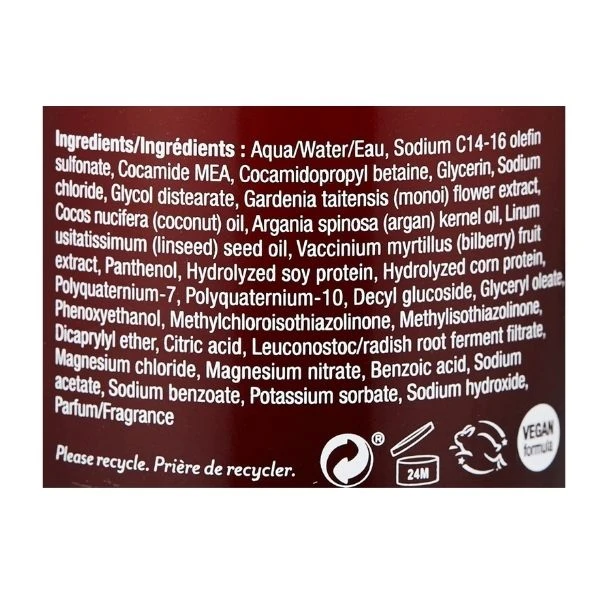 Ingredients/Ingrédients : Aqua/Water/Eau, Sodium C14-16 olefin
sulfonate, Cocamide MEA, Cocamidopropyl betaine, Glycerin, Sodium
chloride, Glycol distearate, Gardenia taitensis (monoi) flower extract,
Cocos nucifera (coconut) oil, Argania spinosa (argan) kernel oil, Linum
usitatissimum (linseed) seed oil, Vaccinium myrtillus (bilberry) fruit
extract, Panthenol, Hydrolyzed soy protein, Hydrolyzed corn protein,
Polyquaternium-7, Polyquaternium-10, Decyl glucoside, Glyceryl oleate,
Phenoxyethanol, Methylchloroisothiazolinone, Methylisothiazolinone,
Dicaprylyl ether, Citric acid, Leuconostoc/radish root ferment filtrate,
Magnesium chloride, Magnesium nitrate, Benzoic acid, Sodium
acetate, Sodium benzoate, Potassium sorbate, Sodium hydroxide,
Parfum/Fragrance
Please recycle. Prière de recycler.
®
24M
VEGAN
formula